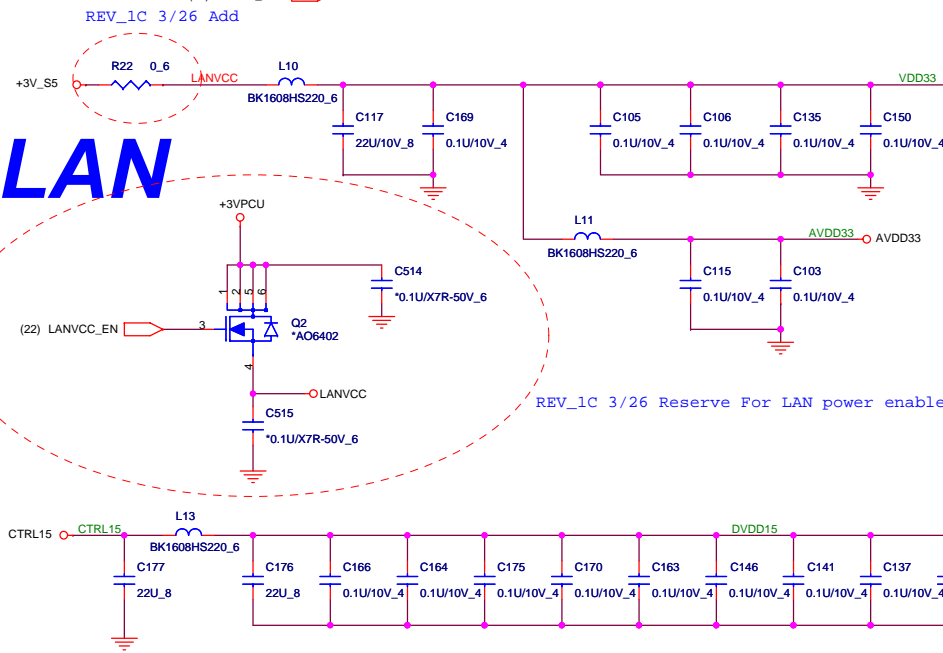 REV_1C 3/26 Add
+3V_S5
R22 0_6
LANVCC
L10
BK1608HS220_6
VDD33
C117
22U/10V_8
C169
0.1U/10V_4
C105
0.1U/10V_4
C106
0.1U/10V_4
C135
0.1U/10V_4
C150
0.1U/10V_4
LAN
+3VPCU
L11
BK1608HS220_6
AVDD33
AVDD33
C115
0.1U/10V_4
C103
0.1U/10V_4
C514
*0.1U/X7R-50V_6
1
2
5
6
(22) LANVCC_EN
3
Q2
*AO6402
4
LANVCC
C515
*0.1U/X7R-50V_6
REV_1C 3/26 Reserve For LAN power enable
CTRL15
CTRL15
L13
BK1608HS220_6
DVDD15
C177
22U_8
C176
22U_8
C166
0.1U/10V_4
C164
0.1U/10V_4
C175
0.1U/10V_4
C170
0.1U/10V_4
C163
0.1U/10V_4
C146
0.1U/10V_4
C141
0.1U/10V_4
C137
0.1U/10V_4